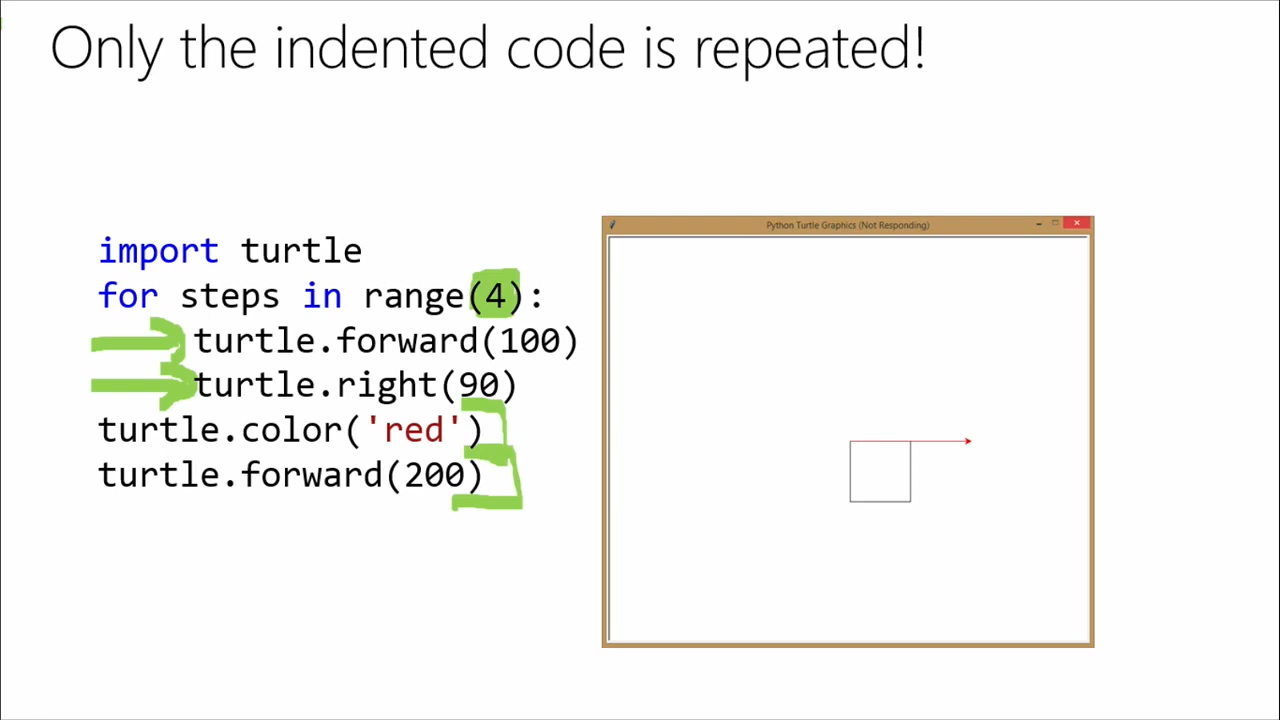 Only the indented code is repeated!
import turtle
for steps in range(4):
turtle.forward(100)
turtle.right(90)
turtle.color('red')
turtle.forward(200)
Python Turtle Graphics (Not Responding)